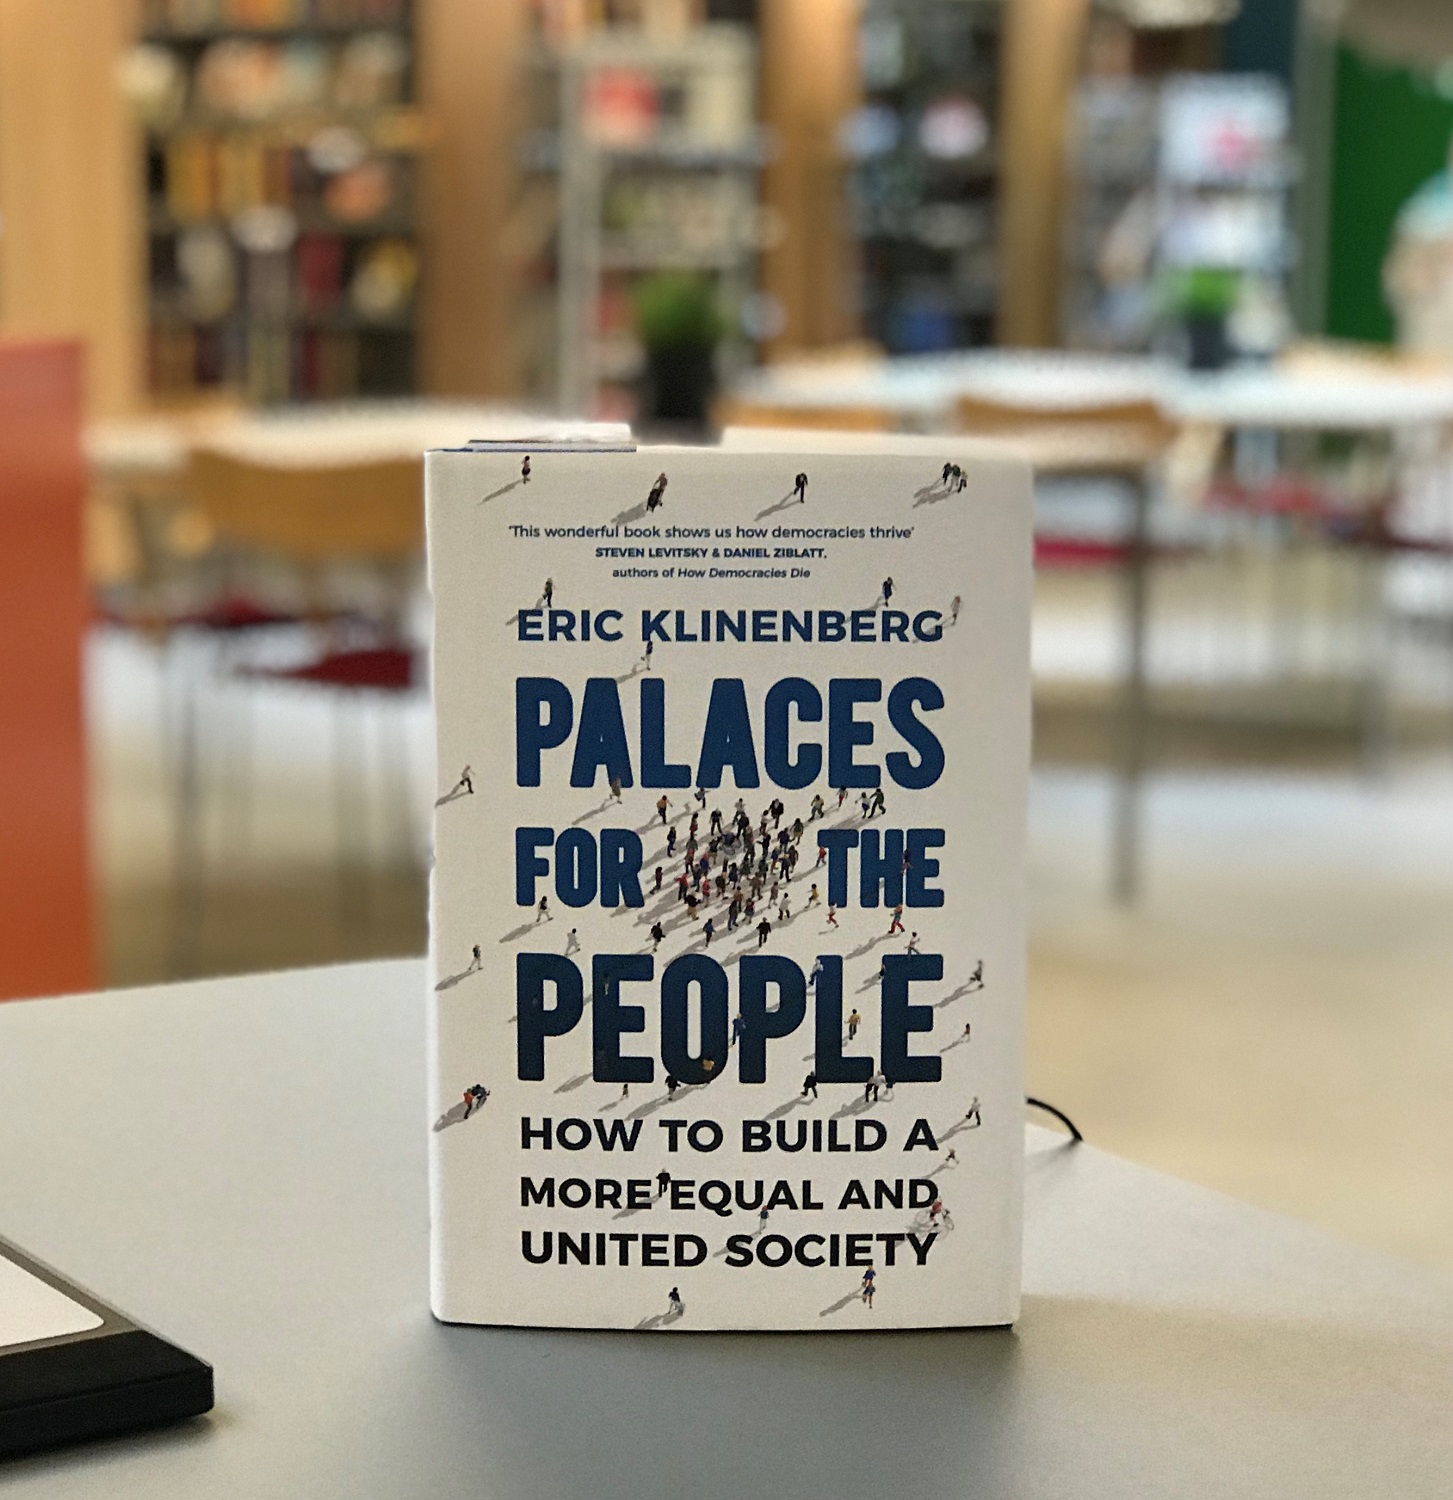 'This wonderful book shows us how democracies thrive'
STEVEN LEVITSKY & DANIEL ZIBLATT,
authors of How Democracies Die
ERIC KLINENBERG
PALACES
FOR THE
PEOPLE
HOW TO BUILD A
MORE EQUAL AND
UNITED SOCIETY